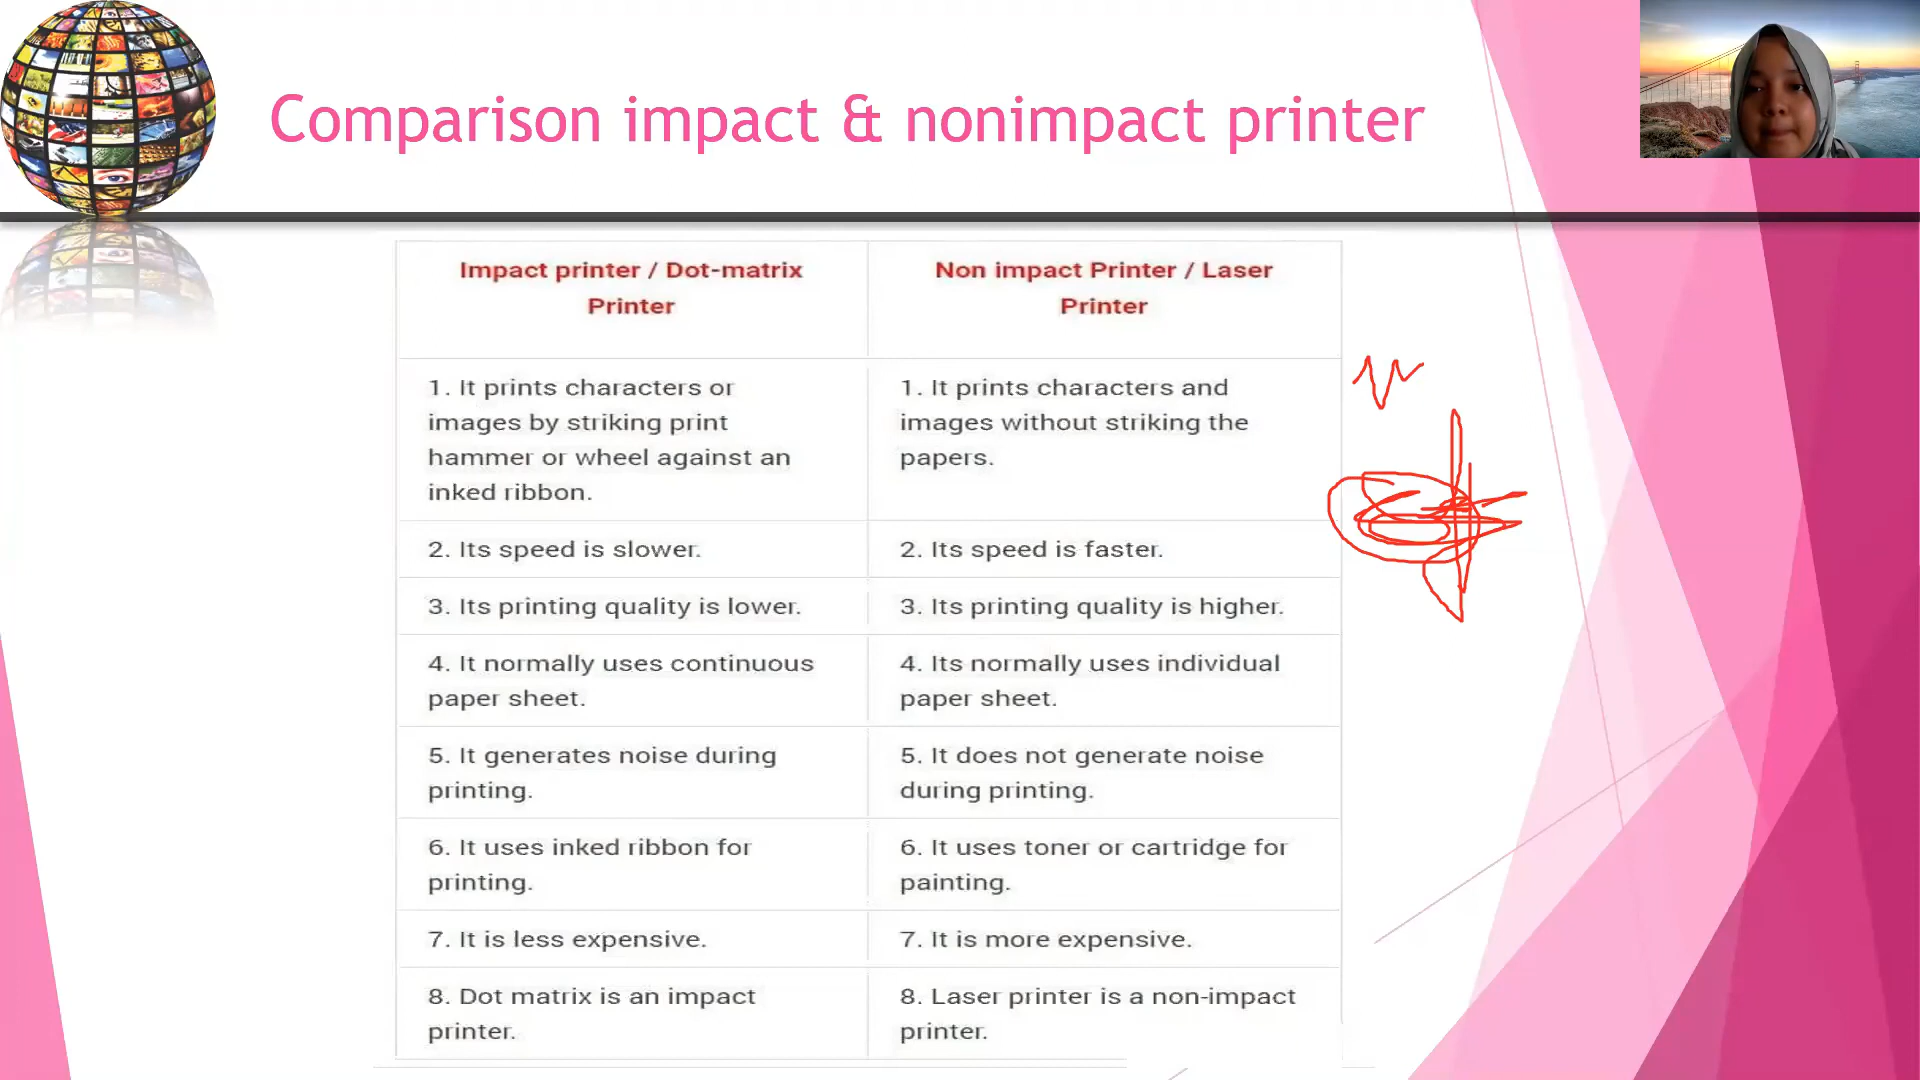 Comparison impact & nonimpact printer
Impact printer / Dot-matrix
Printer
Non impact Printer / Laser
Printer
1. It prints characters or
images by striking print
hammer or wheel against an
inked ribbon.
1. It prints characters and
images without striking the
papers.
2. Its speed is slower.
2. Its speed is faster.
3. Its printing quality is lower.
3. Its printing quality is higher.
4. It normally uses continuous
paper sheet.
4. Its normally uses individual
paper sheet.
5. It generates noise during
printing.
5. It does not generate noise
during printing.
6. It uses inked ribbon for
printing.
6. It uses toner or cartridge for
painting.
7. It is less expensive.
7. It is more expensive.
8. Dot matrix is an impact
printer.
8. Laser printer is a non-impact
printer.